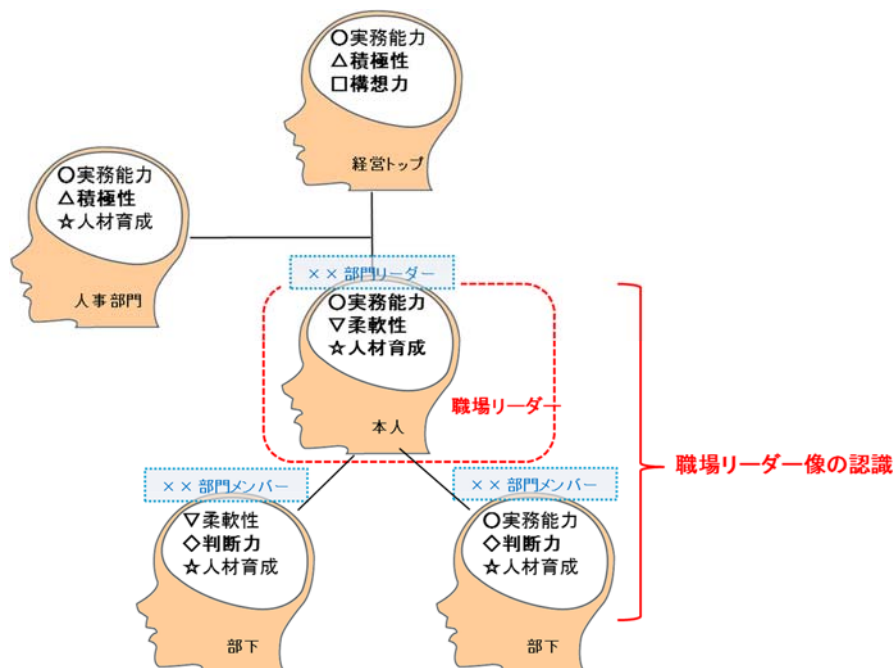 ○実務能力
△積極性
□構想力
経営トップ
○実務能力
△積極性
☆人材育成
人事部門
××部門リーダー
○実務能力
▽柔軟性
☆人材育成
本人
職場リーダー
職場リーダー像の認識
××部門メンバー
▽柔軟性
◇判断力
☆人材育成
部下
××部門メンバー
○実務能力
◇判断力
☆人材育成
部下